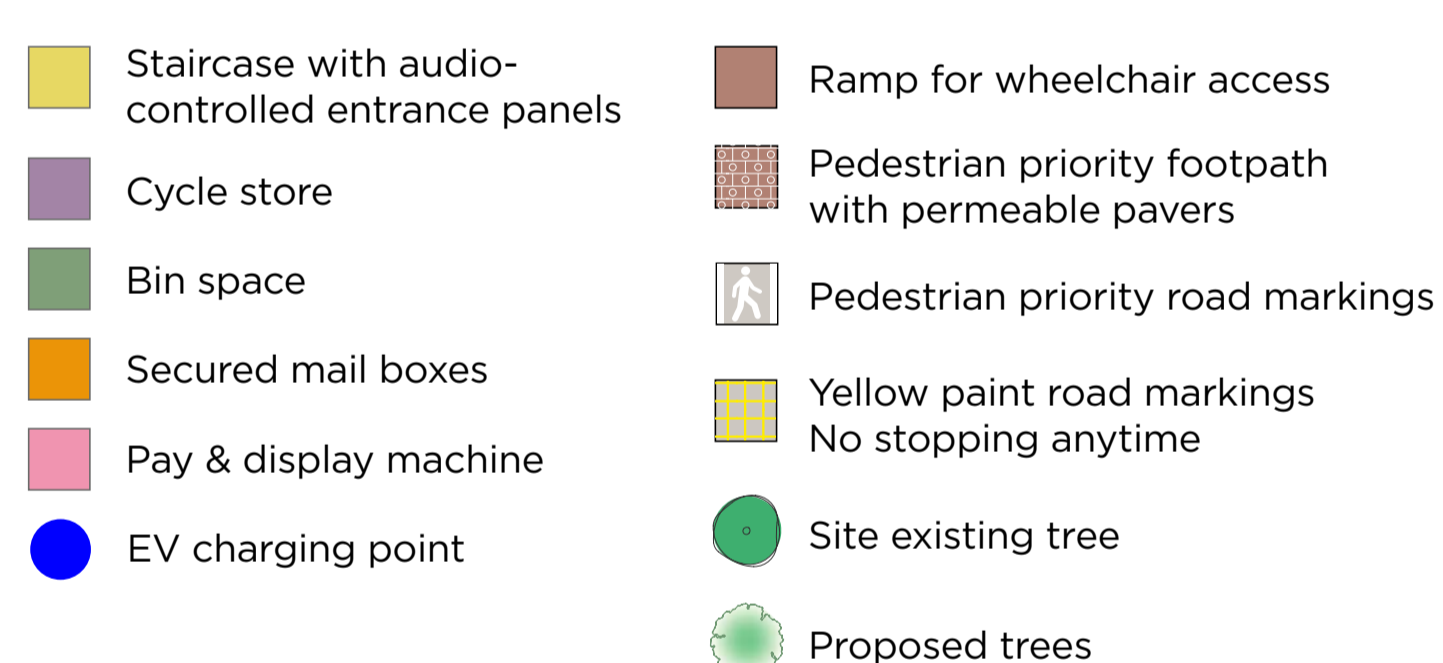 Staircase with audio-
controlled entrance panels
Cycle store
Bin space
Secured mail boxes
Pay & display machine
EV charging point
Ramp for wheelchair access
Pedestrian priority footpath
with permeable pavers
Pedestrian priority road markings
Yellow paint road markings
No stopping anytime
Site existing tree
Proposed trees